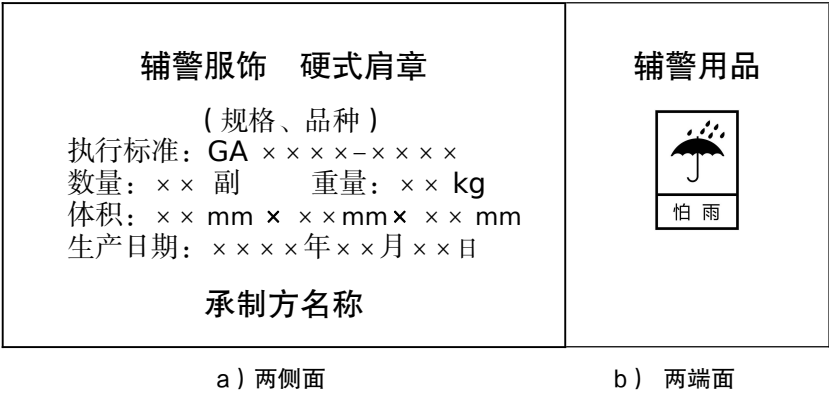 辅警服饰 硬式肩章
(规格、品种)
执行标准：GA ××××–××××
数量：×× 副 重量：×× kg
体积：×× mm × ××mm× ×× mm
生产日期：××××年××月××日
承制方名称
辅警用品
怕雨
a)两侧面
b) 两端面